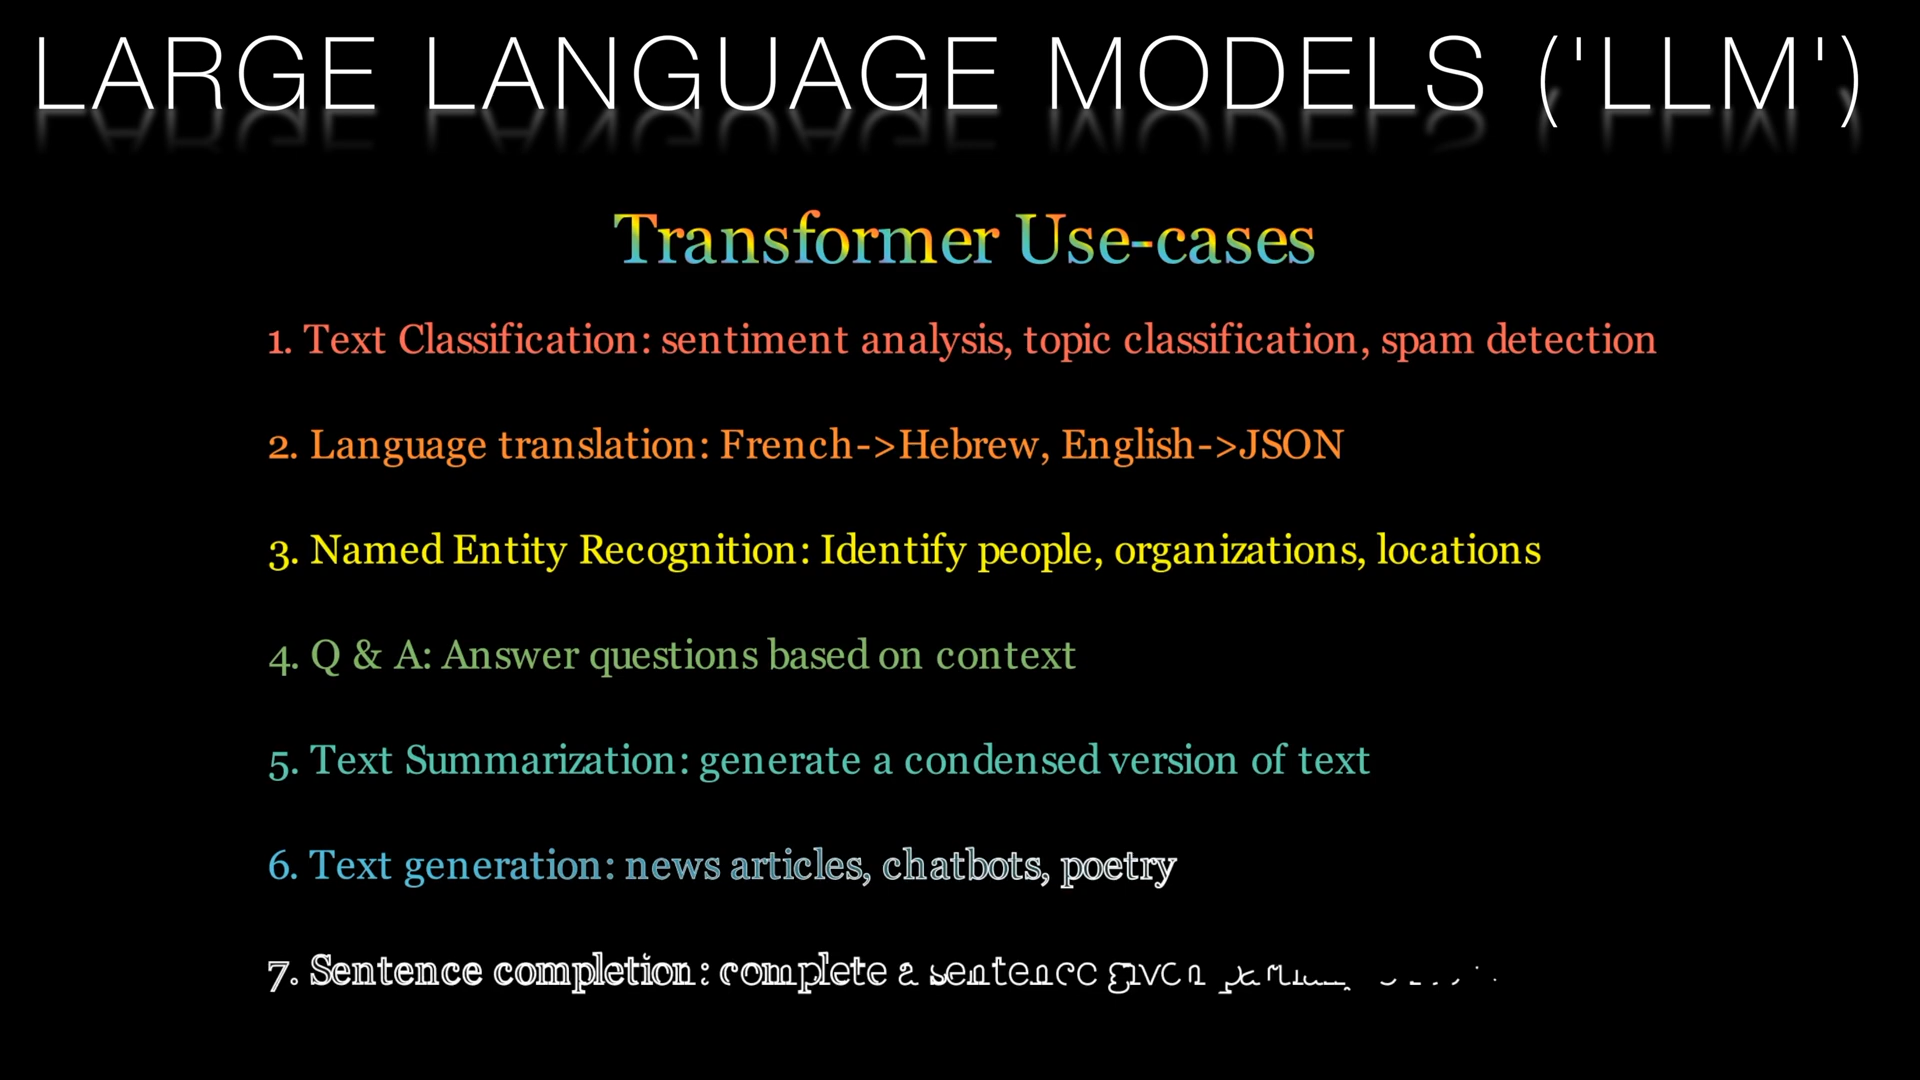 LARGE LANGUAGE MODELS ('LLM')
Transformer Use-cases
1. Text Classification: sentiment analysis, topic classification, spam detection
2. Language translation: French->Hebrew, English->JSON
3. Named Entity Recognition: Identify people, organizations, locations
4. Q & A: Answer questions based on context
5. Text Summarization: generate a condensed version of text
6. Text generation: news articles, chatbots, poetry
7. Sentence completion: complete a sentence given